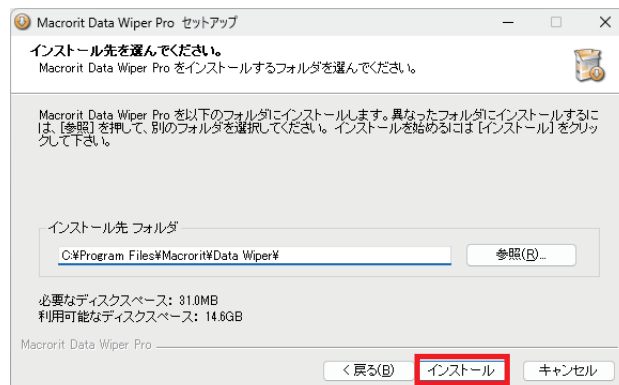 Macrorit Data Wiper Pro セットアップ
インストール先を選んでください。
Macrorit Data Wiper Pro をインストールするフォルダを選んでください。
Macrorit Data Wiper Pro を以下のフォルダにインストールします。異なったフォルダにインストールするに
は、[参照] を押して、別のフォルダを選択してください。 インストールを始めるには [インストール] をクリッ
クして下さい。
インストール先 フォルダ
C:¥Program Files¥Macrorit¥Data Wiper¥
参照(R)...
必要なディスクスペース: 31.0MB
利用可能なディスクスペース: 14.6GB
Macrorit Data Wiper Pro
< 戻る(B)
インストール
キャンセル